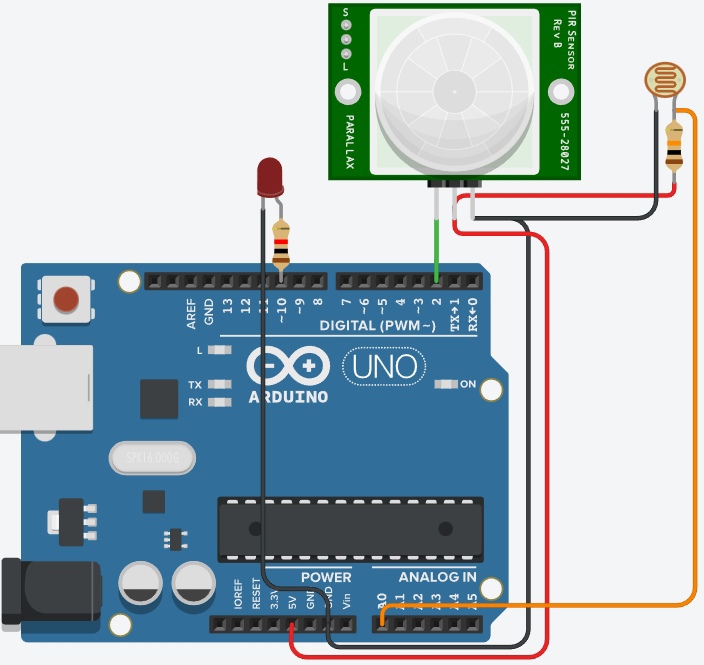 S
L
PIR SENSOR
REV B
PARALLAX
555-28027
AREF
GND
13
12
11
~10
~9
8
7
~6
~5
4
~3
2
TX→1
RX←0
DIGITAL (PWM~)
L
TX
RX
ARDUINO
UNO
ON
SPK16.000G
POWER
ANALOG IN
IOREF
RESET
3.3V
5V
GND
GND
Vin
A0
A1
A2
A3
A4
A5